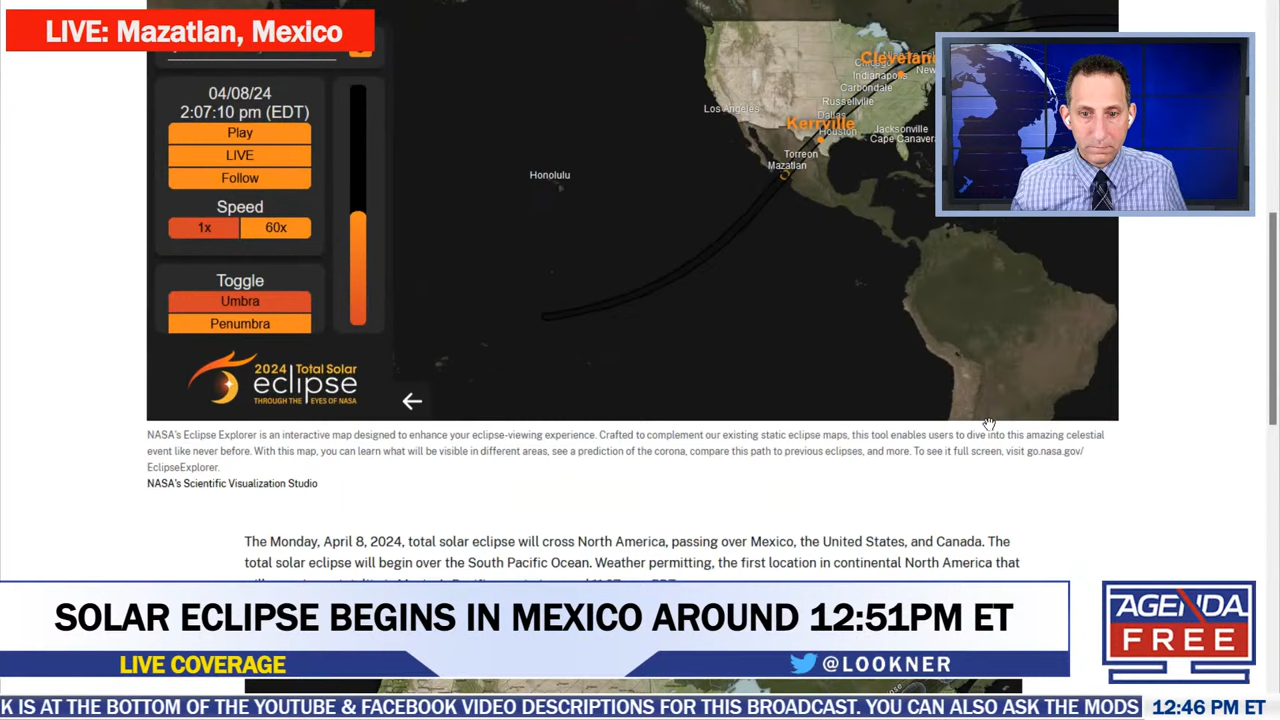 LIVE: Mazatlan, Mexico
04/08/24
2:07:10 pm (EDT)
Play
LIVE
Follow
Speed
1x 60x
Toggle
Umbra
Penumbra
2024 Total Solar
eclipse
THROUGH THE EYES OF NASA
Cleveland
Indianapolis
Carbondale
Russellville
Dallas
Kerrville
Houston
Los Angeles
Jacksonville
Cape Canaver
Torreon
Mazatlan
Honolulu
NASA's Eclipse Explorer is an interactive map designed to enhance your eclipse-viewing experience. Crafted to complement our existing static eclipse maps, this tool enables users to dive into this amazing celestial
event like never before. With this map, you can learn what will be visible in different areas, see a prediction of the corona, compare this path to previous eclipses, and more. To see it full screen, visit go.nasa.gov/
EclipseExplorer.
NASA's Scientific Visualization Studio
The Monday, April 8, 2024, total solar eclipse will cross North America, passing over Mexico, the United States, and Canada. The
total solar eclipse will begin over the South Pacific Ocean. Weather permitting, the first location in continental North America that
SOLAR ECLIPSE BEGINS IN MEXICO AROUND 12:51PM ET
LIVE COVERAGE
@LOOKNER
AGENDA
FREE
K IS AT THE BOTTOM OF THE YOUTUBE & FACEBOOK VIDEO DESCRIPTIONS FOR THIS BROADCAST. YOU CAN ALSO ASK THE MODS
12:46 PM ET